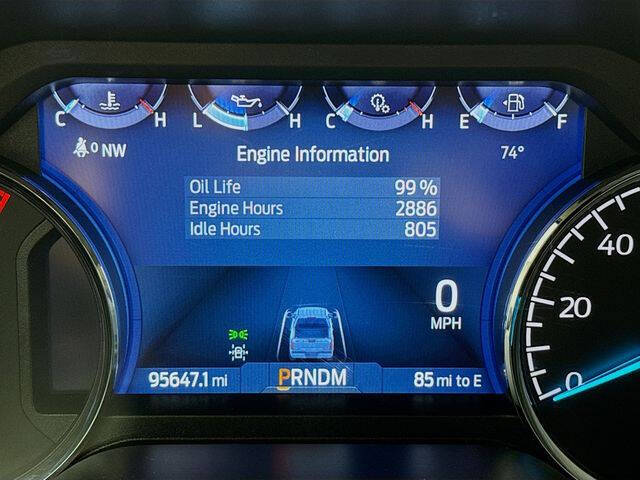 C H L H C H E F
0 NW 74°
Engine Information
Oil Life 99 %
Engine Hours 2886
Idle Hours 805
0
MPH
95647.1 mi PRNDM 85 mi to E
40
20
0